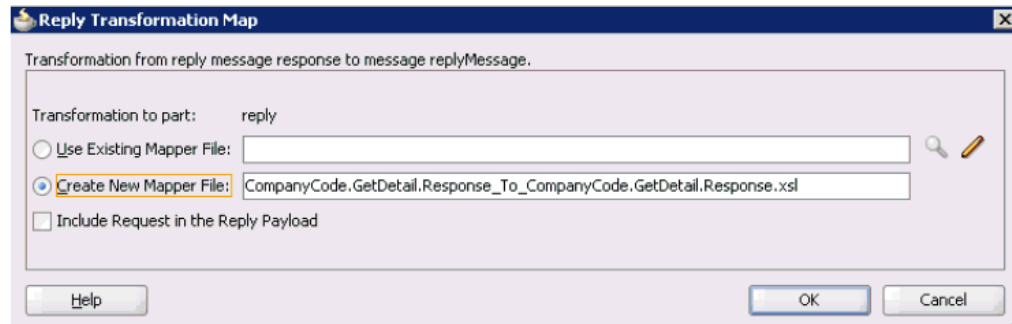 Reply Transformation Map
Transformation from reply message response to message replyMessage.
Transformation to part: reply
Use Existing Mapper File:
Create New Mapper File: CompanyCode.GetDetail.Response_To_CompanyCode.GetDetail.Response.xsl
Include Request in the Reply Payload
Help OK Cancel